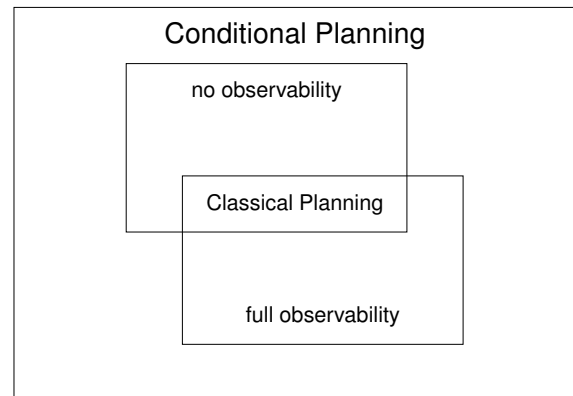 Conditional Planning
no observability
Classical Planning
full observability